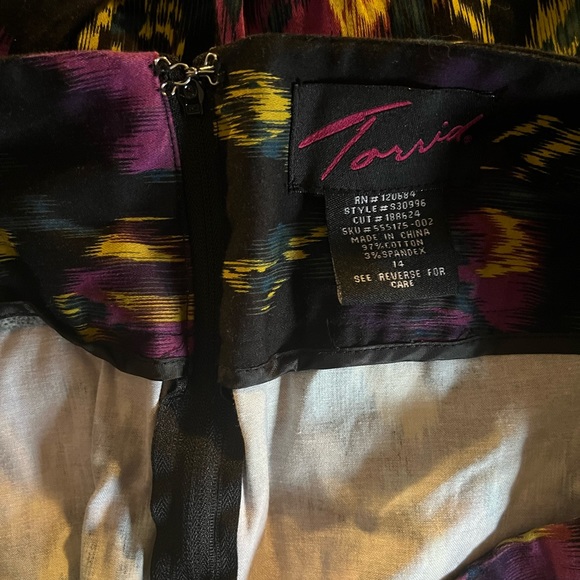 Torrid.
RN# 120684
STYLE# S30996
CUT# 188624
SKU# 555175-002
MADE IN CHINA
97%COTTON
3%SPANDEX
14
SEE REVERSE FOR
CARE